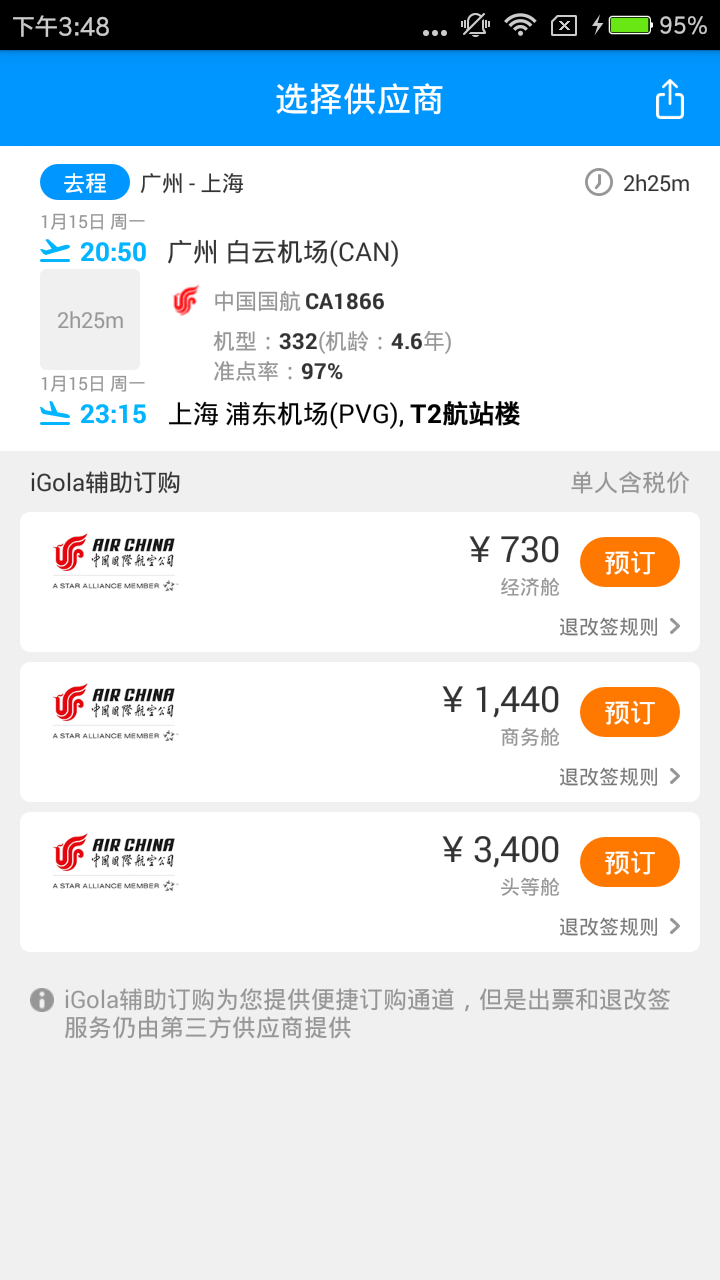 下午3:48
95%
选择供应商
去程 广州 - 上海 2h25m
1月15日 周一
20:50 广州 白云机场(CAN)
2h25m
中国国航 CA1866
机型：332(机龄：4.6年)
准点率：97%
1月15日 周一
23:15 上海 浦东机场(PVG), T2航站楼
iGola辅助订购 单人含税价
AIR CHINA
中国国际航空公司
A STAR ALLIANCE MEMBER
¥ 730
预订
经济舱
退改签规则
AIR CHINA
中国国际航空公司
A STAR ALLIANCE MEMBER
¥ 1,440
预订
商务舱
退改签规则
AIR CHINA
中国国际航空公司
A STAR ALLIANCE MEMBER
¥ 3,400
预订
头等舱
退改签规则
iGola辅助订购为您提供便捷订购通道，但是出票和退改签
服务仍由第三方供应商提供